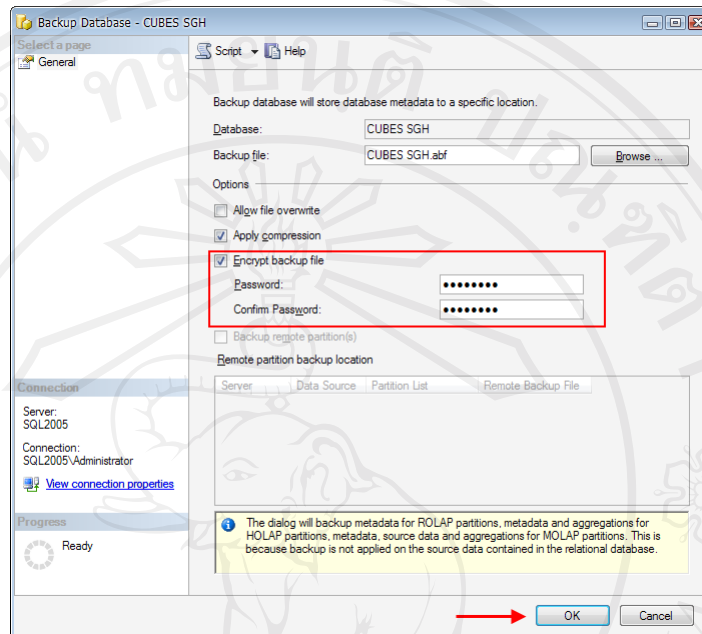 Backup Database - CUBES SGH
Select a page
General
Script
Help
Backup database will store database metadata to a specific location.
Database:
CUBES SGH
Backup file:
CUBES SGH.abf
Browse ...
Options
Allow file overwrite
Apply compression
Encrypt backup file
Password:
●●●●●●●●
Confirm Password:
●●●●●●●●
Backup remote partition(s)
Remote partition backup location
Server Data Source Partition List Remote Backup File
Connection
Server:
SQL2005
Connection:
SQL2005\Administrator
View connection properties
Progress
Ready
The dialog will backup metadata for ROLAP partitions, metadata and aggregations for
HOLAP partitions, metadata, source data and aggregations for MOLAP partitions. This is
because backup is not applied on the source data contained in the relational database.
OK
Cancel